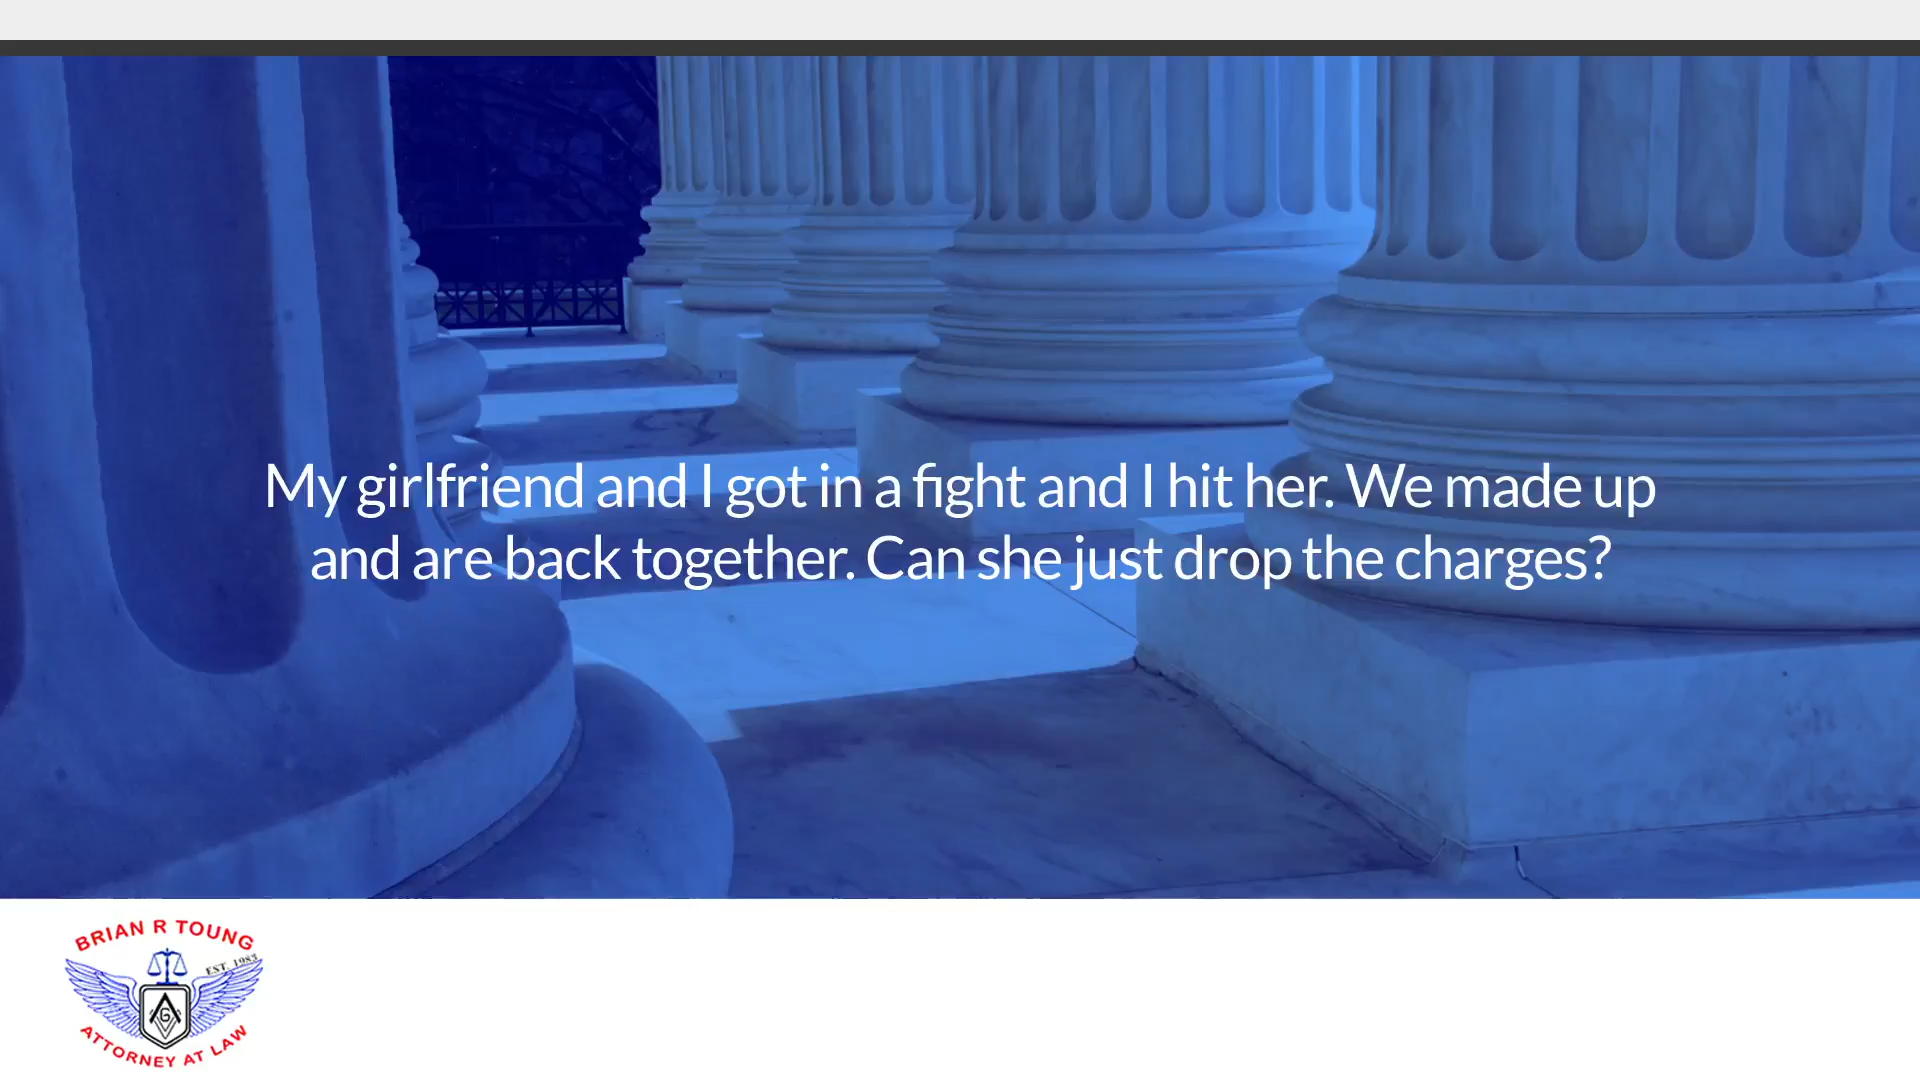 My girlfriend and I got in a fight and I hit her. We made up
and are back together. Can she just drop the charges?
BRIAN R TOUNG
EST. 1983
G
ATTORNEY AT LAW